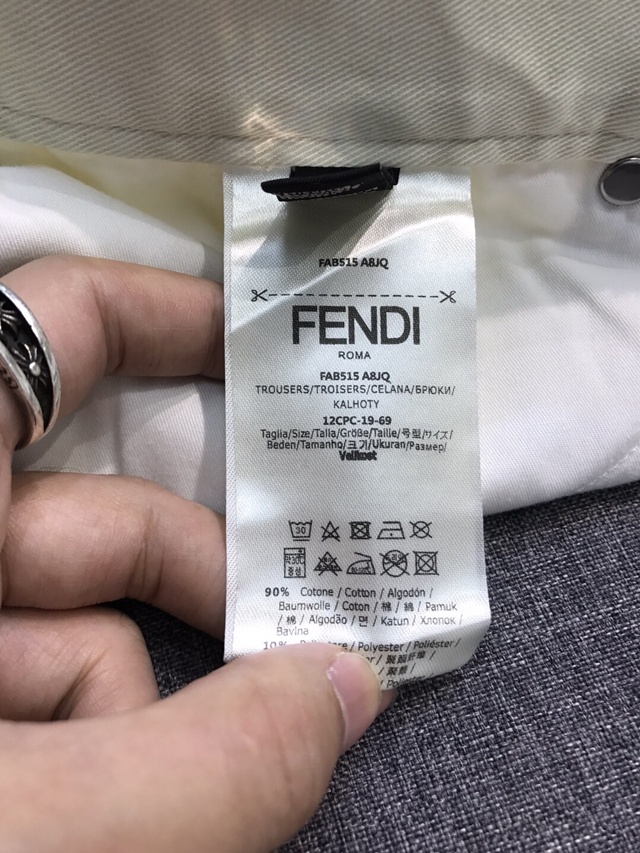 FAB515 A8JQ
FENDI
ROMA
FAB515 A8JQ
TROUSERS/TROISERS/CELANA/БРЮКИ/
KALHOTY
12CPC-19-69
Taglia/Size/Talla/Größe/Taille/号型/サイズ/
Beden/Tamanho/크기/Ukuran/Размер/
Velikost
30
90% Cotone / Cotton / Algodón /
Baumwolle / Coton / 棉 / 綿 / Pamuk
/ 棉 / Algodão / 면 / Katun / Хлопок /
Bavlna
10% / Polyester / Poliéster /